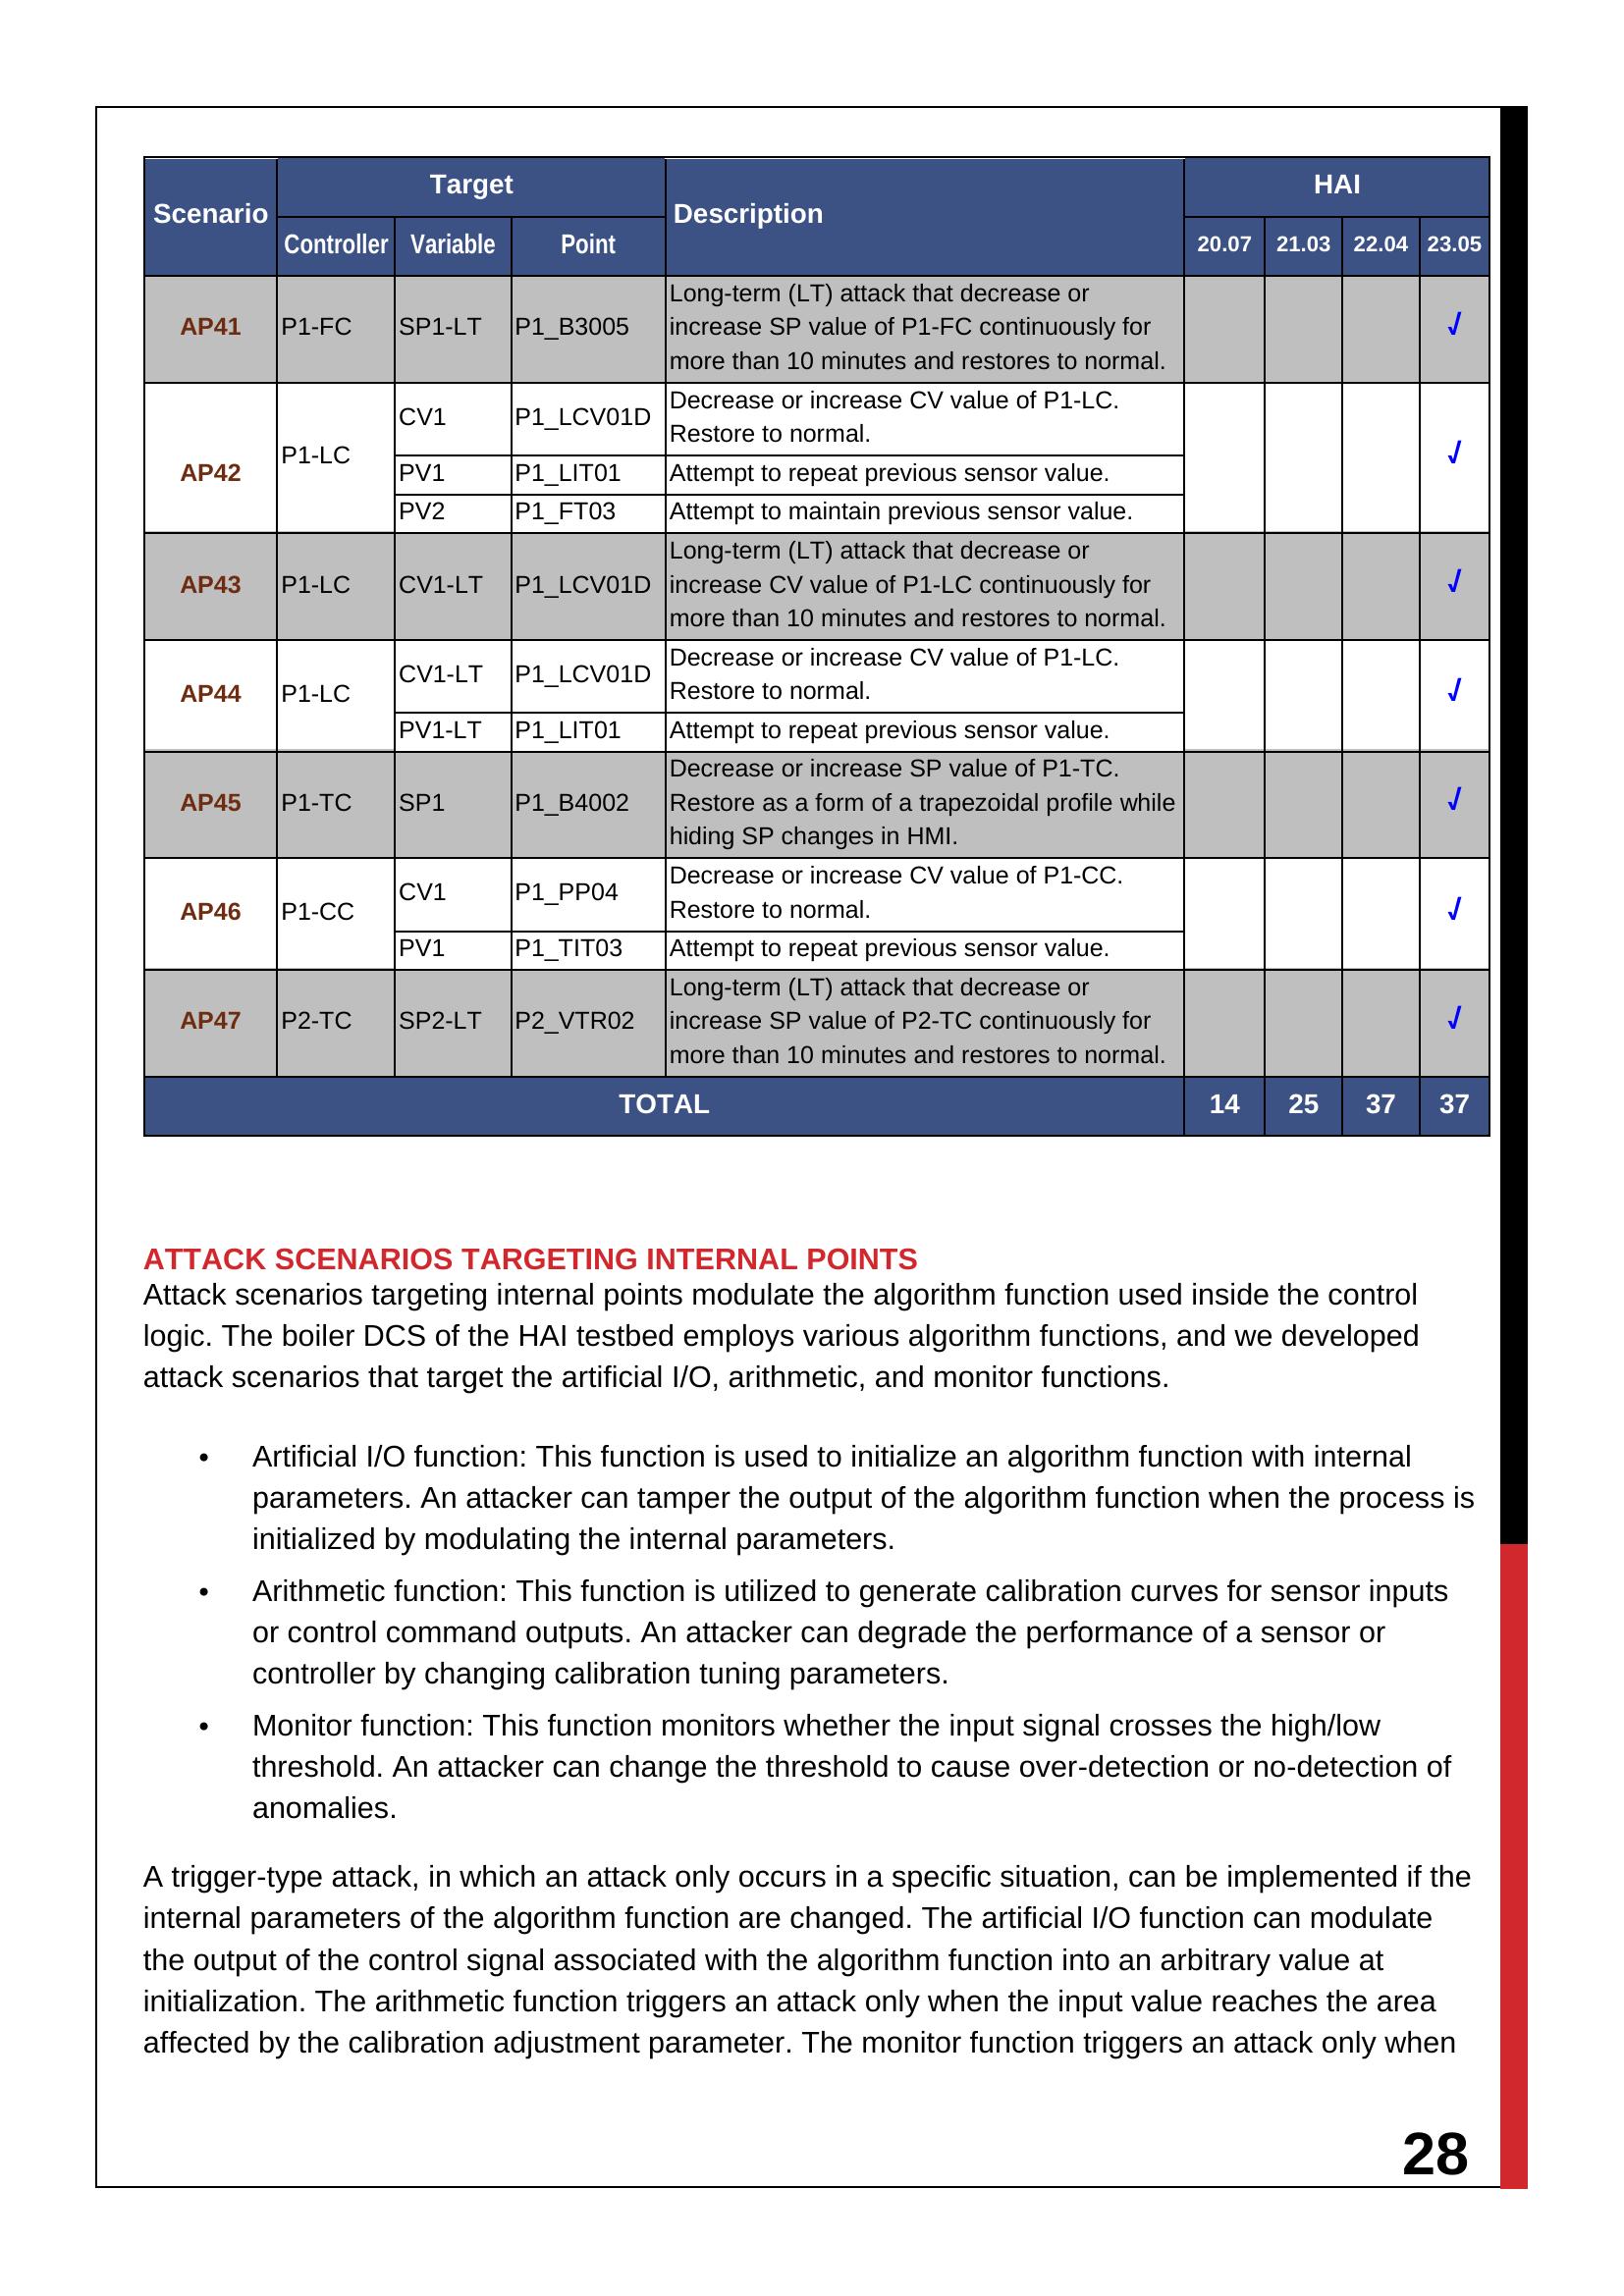 Scenario Target Description HAI
Controller Variable Point 20.07 21.03 22.04 23.05
AP41 P1-FC SP1-LT P1_B3005 Long-term (LT) attack that decrease or
increase SP value of P1-FC continuously for
more than 10 minutes and restores to normal. √
AP42 P1-LC CV1 P1_LCV01D Decrease or increase CV value of P1-LC.
Restore to normal. √
PV1 P1_LIT01 Attempt to repeat previous sensor value.
PV2 P1_FT03 Attempt to maintain previous sensor value.
AP43 P1-LC CV1-LT P1_LCV01D Long-term (LT) attack that decrease or
increase CV value of P1-LC continuously for
more than 10 minutes and restores to normal. √
AP44 P1-LC CV1-LT P1_LCV01D Decrease or increase CV value of P1-LC.
Restore to normal. √
PV1-LT P1_LIT01 Attempt to repeat previous sensor value.
AP45 P1-TC SP1 P1_B4002 Decrease or increase SP value of P1-TC.
Restore as a form of a trapezoidal profile while
hiding SP changes in HMI. √
AP46 P1-CC CV1 P1_PP04 Decrease or increase CV value of P1-CC.
Restore to normal. √
PV1 P1_TIT03 Attempt to repeat previous sensor value.
AP47 P2-TC SP2-LT P2_VTR02 Long-term (LT) attack that decrease or
increase SP value of P2-TC continuously for
more than 10 minutes and restores to normal. √
TOTAL 14 25 37 37
ATTACK SCENARIOS TARGETING INTERNAL POINTS
Attack scenarios targeting internal points modulate the algorithm function used inside the control
logic. The boiler DCS of the HAI testbed employs various algorithm functions, and we developed
attack scenarios that target the artificial I/O, arithmetic, and monitor functions.
• Artificial I/O function: This function is used to initialize an algorithm function with internal
parameters. An attacker can tamper the output of the algorithm function when the process is
initialized by modulating the internal parameters.
• Arithmetic function: This function is utilized to generate calibration curves for sensor inputs
or control command outputs. An attacker can degrade the performance of a sensor or
controller by changing calibration tuning parameters.
• Monitor function: This function monitors whether the input signal crosses the high/low
threshold. An attacker can change the threshold to cause over-detection or no-detection of
anomalies.
A trigger-type attack, in which an attack only occurs in a specific situation, can be implemented if the
internal parameters of the algorithm function are changed. The artificial I/O function can modulate
the output of the control signal associated with the algorithm function into an arbitrary value at
initialization. The arithmetic function triggers an attack only when the input value reaches the area
affected by the calibration adjustment parameter. The monitor function triggers an attack only when
28